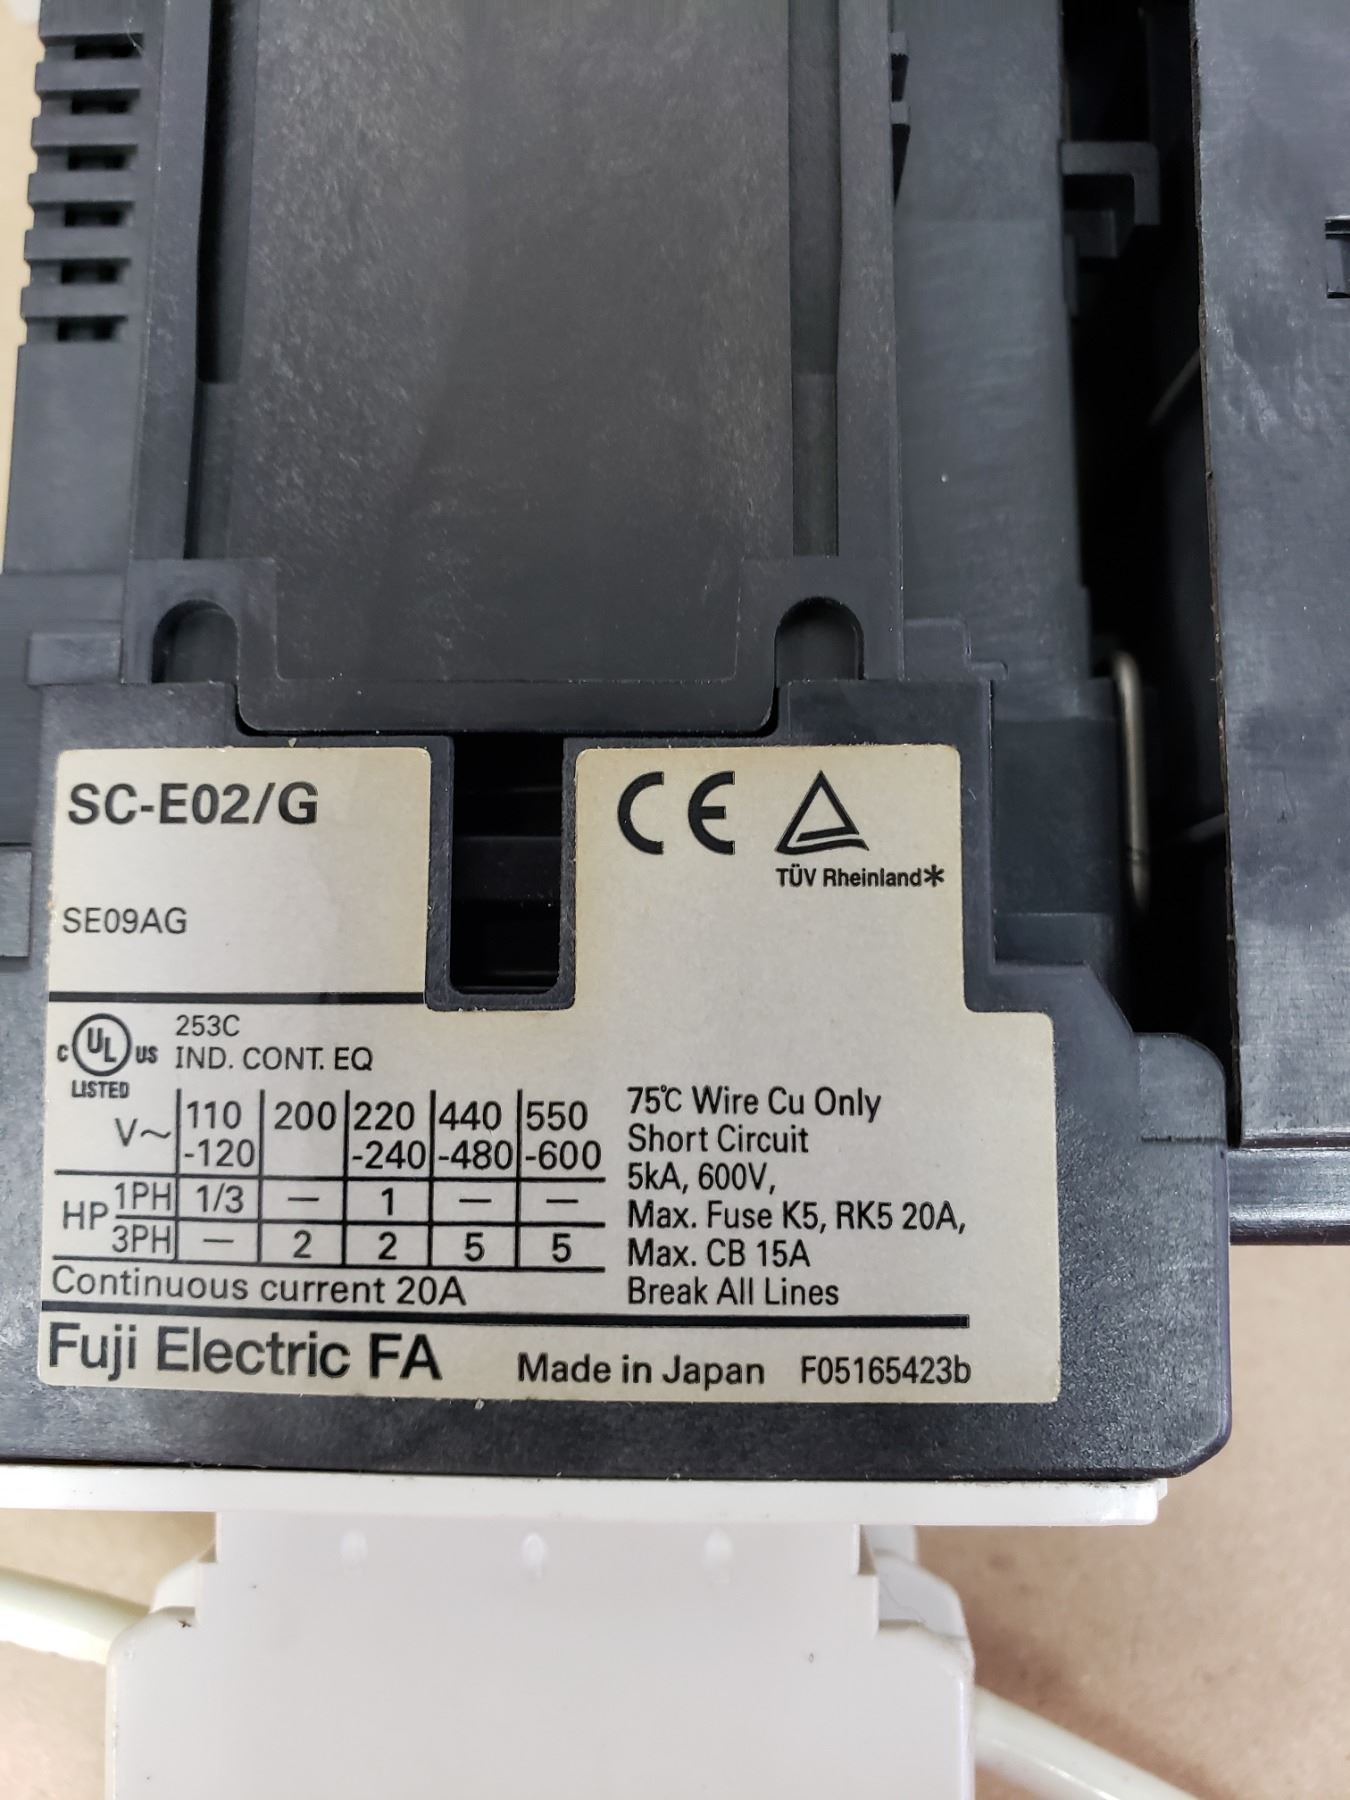 SC-E02/G
CE
TÜV Rheinland*
SE09AG
C UL US
LISTED
253C
IND. CONT. EQ
V~ 110-120 200 220-240 440-480 550-600
HP 1PH 1/3 — 1 — —
3PH — 2 2 5 5
Continuous current 20A
75℃ Wire Cu Only
Short Circuit
5kA, 600V,
Max. Fuse K5, RK5 20A,
Max. CB 15A
Break All Lines
Fuji Electric FA Made in Japan F05165423b